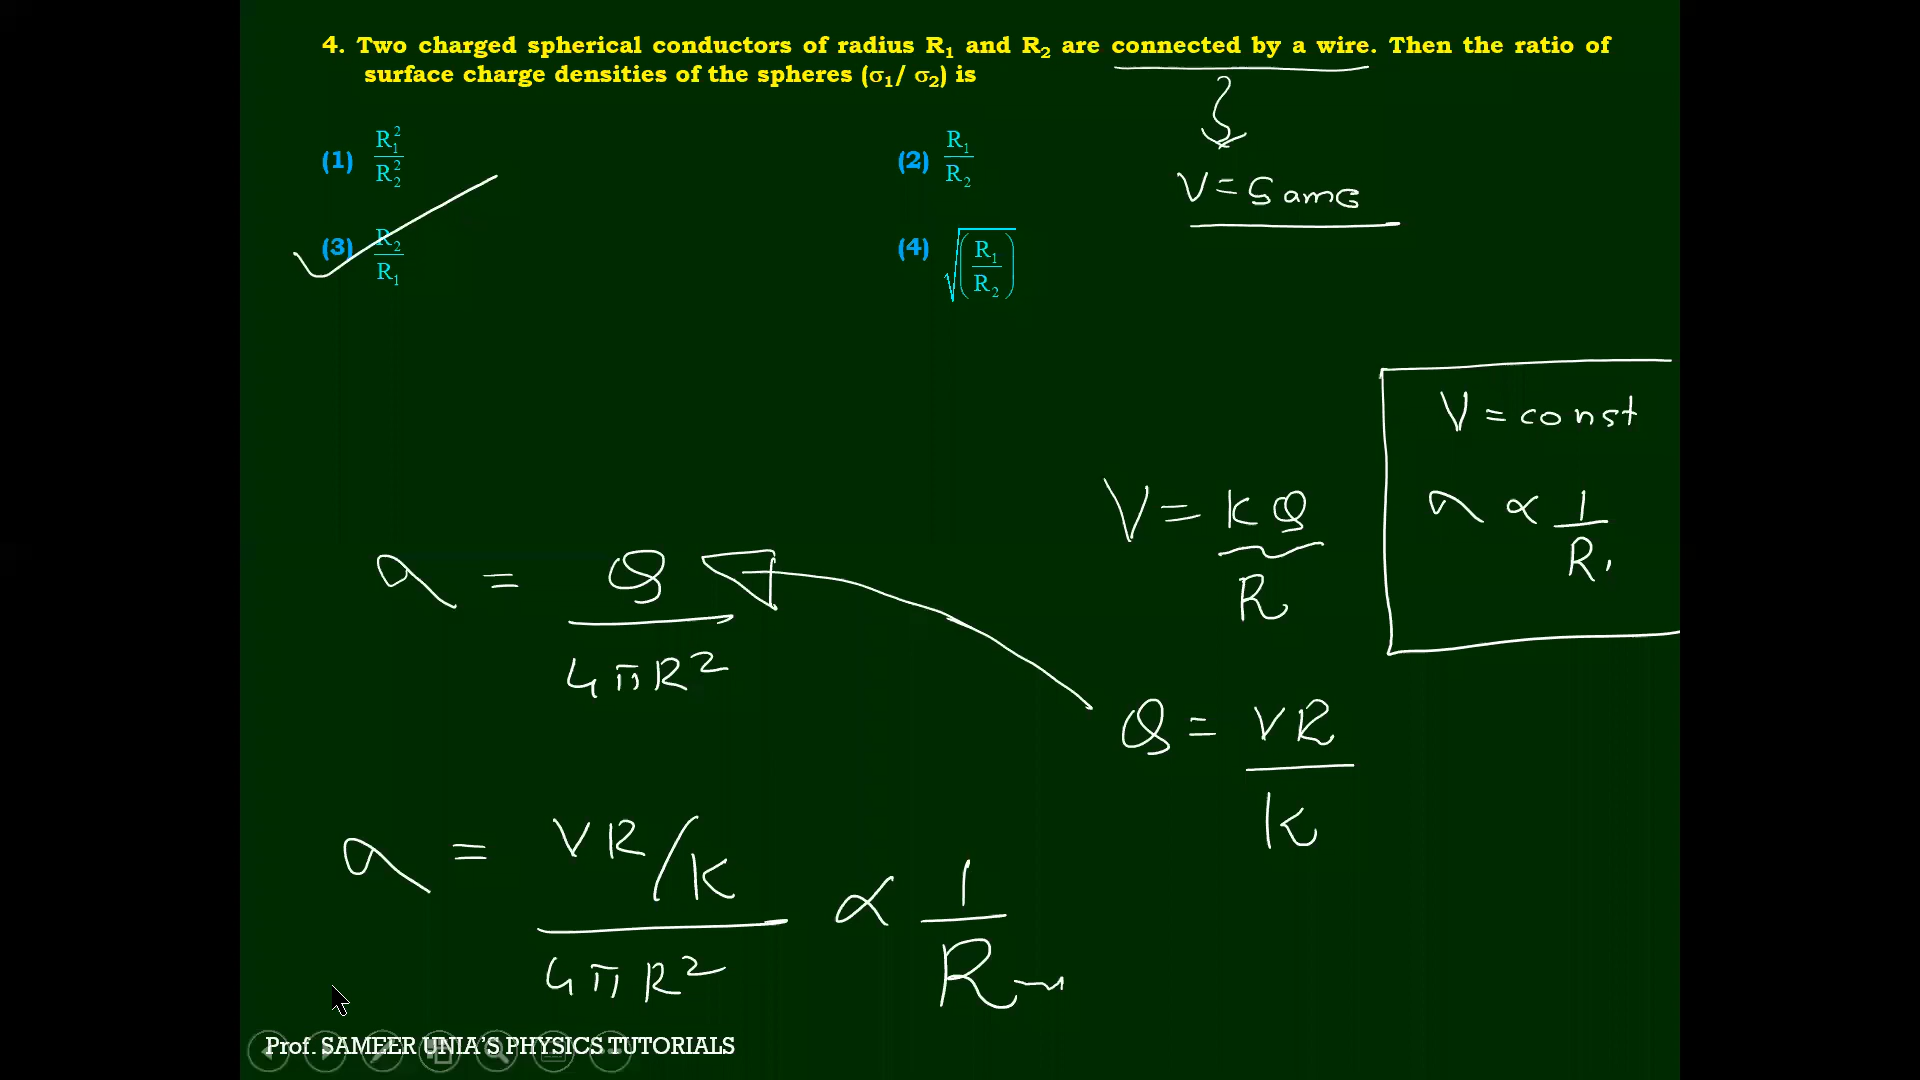 4. Two charged spherical conductors of radius R₁ and R₂ are connected by a wire. Then the ratio of
surface charge densities of the spheres (σ₁/ σ₂) is
(1) R₁²/R₂²
(2) R₁/R₂
(3) R₂/R₁
(4) √(R₁/R₂)
V = Same
V = const
σ ∝ 1/R
V = KQ/R
σ = Q/4πR²
Q = VR/K
σ = (VR/K)/4πR² ∝ 1/R
Prof. SAMEER UNIA'S PHYSICS TUTORIALS